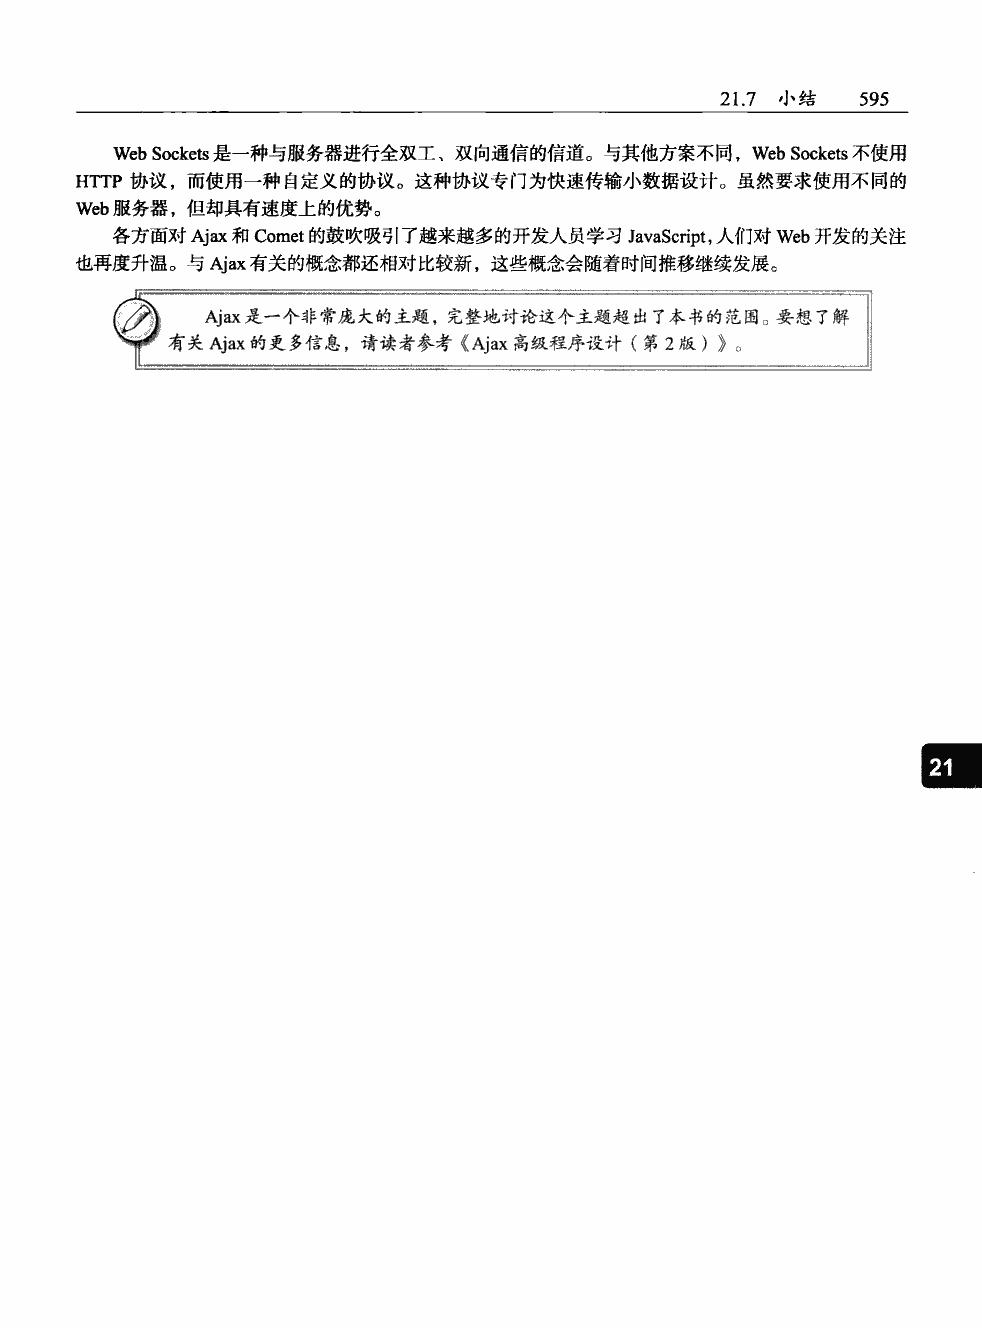 21.7 小结 595
Web Sockets 是一种与服务器进行全双工、双向通信的信道。与其他方案不同，Web Sockets 不使用
HTTP 协议，而使用一种自定义的协议。这种协议专门为快速传输小数据设计。虽然要求使用不同的
Web 服务器，但却具有速度上的优势。
各方面对 Ajax 和 Comet 的鼓吹吸引了越来越多的开发人员学习 JavaScript，人们对 Web 开发的关注
也再度升温。与 Ajax 有关的概念都还相对比较新，这些概念会随着时间推移继续发展。
Ajax 是一个非常庞大的主题，完整地讨论这个主题超出了本书的范围。要想了解
有关 Ajax 的更多信息，请读者参考《Ajax 高级程序设计（第 2 版）》。
21